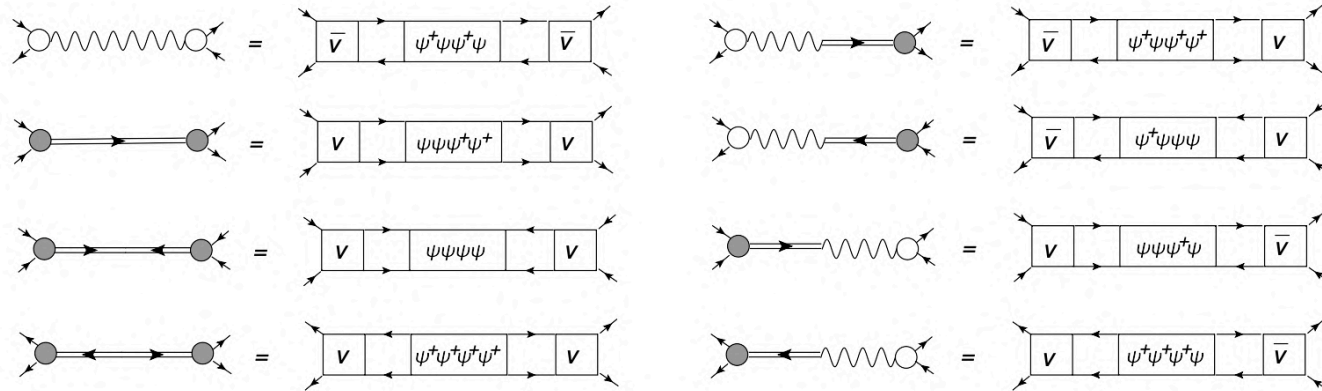 = V̅ ψ⁺ψψ⁺ψ V̅
= V̅ ψ⁺ψψ⁺ψ⁺ V
= V ψψψ⁺ψ⁺ V
= V̅ ψ⁺ψψψ V
= V ψψψψ V
= V ψψψ⁺ψ V̅
= V ψ⁺ψ⁺ψ⁺ψ⁺ V
= V ψ⁺ψ⁺ψ⁺ψ V̅